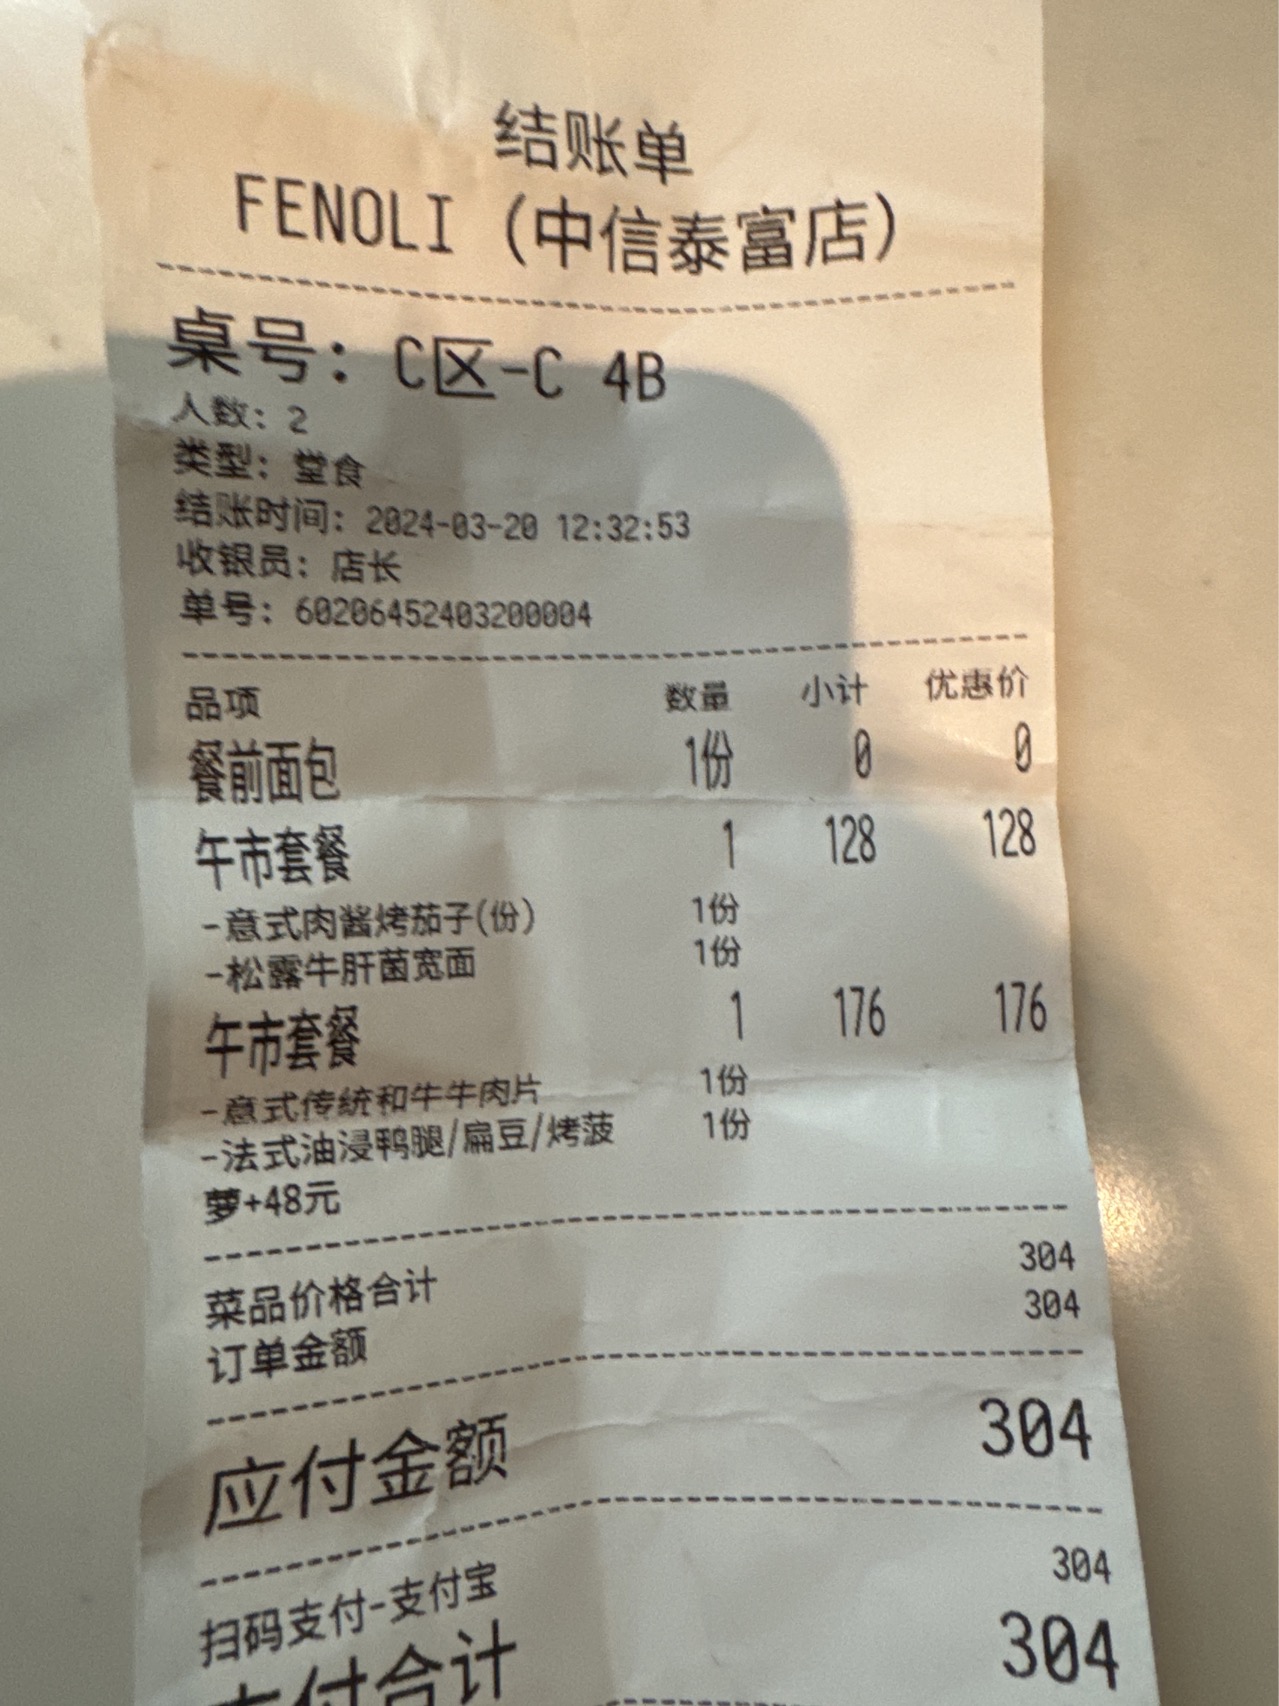 结账单
FENOLI (中信泰富店)
桌号：C区-C 4B
人数：2
类型：堂食
结账时间：2024-03-20 12:32:53
收银员：店长
单号：602064524032000​04
品项 数量 小计 优惠价
餐前面包 1份 0 0
午市套餐 1 128 128
-意式肉酱烤茄子(份) 1份
-松露牛肝菌宽面 1份
午市套餐 1 176 176
-意式传統和牛牛肉片 1份
-法式油浸鸭腿/扁豆/烤菠 1份
萝+48元
菜品价格合计 304
订单金额 304
应付金额 304
扫码支付-支付宝 304
支付合计 304